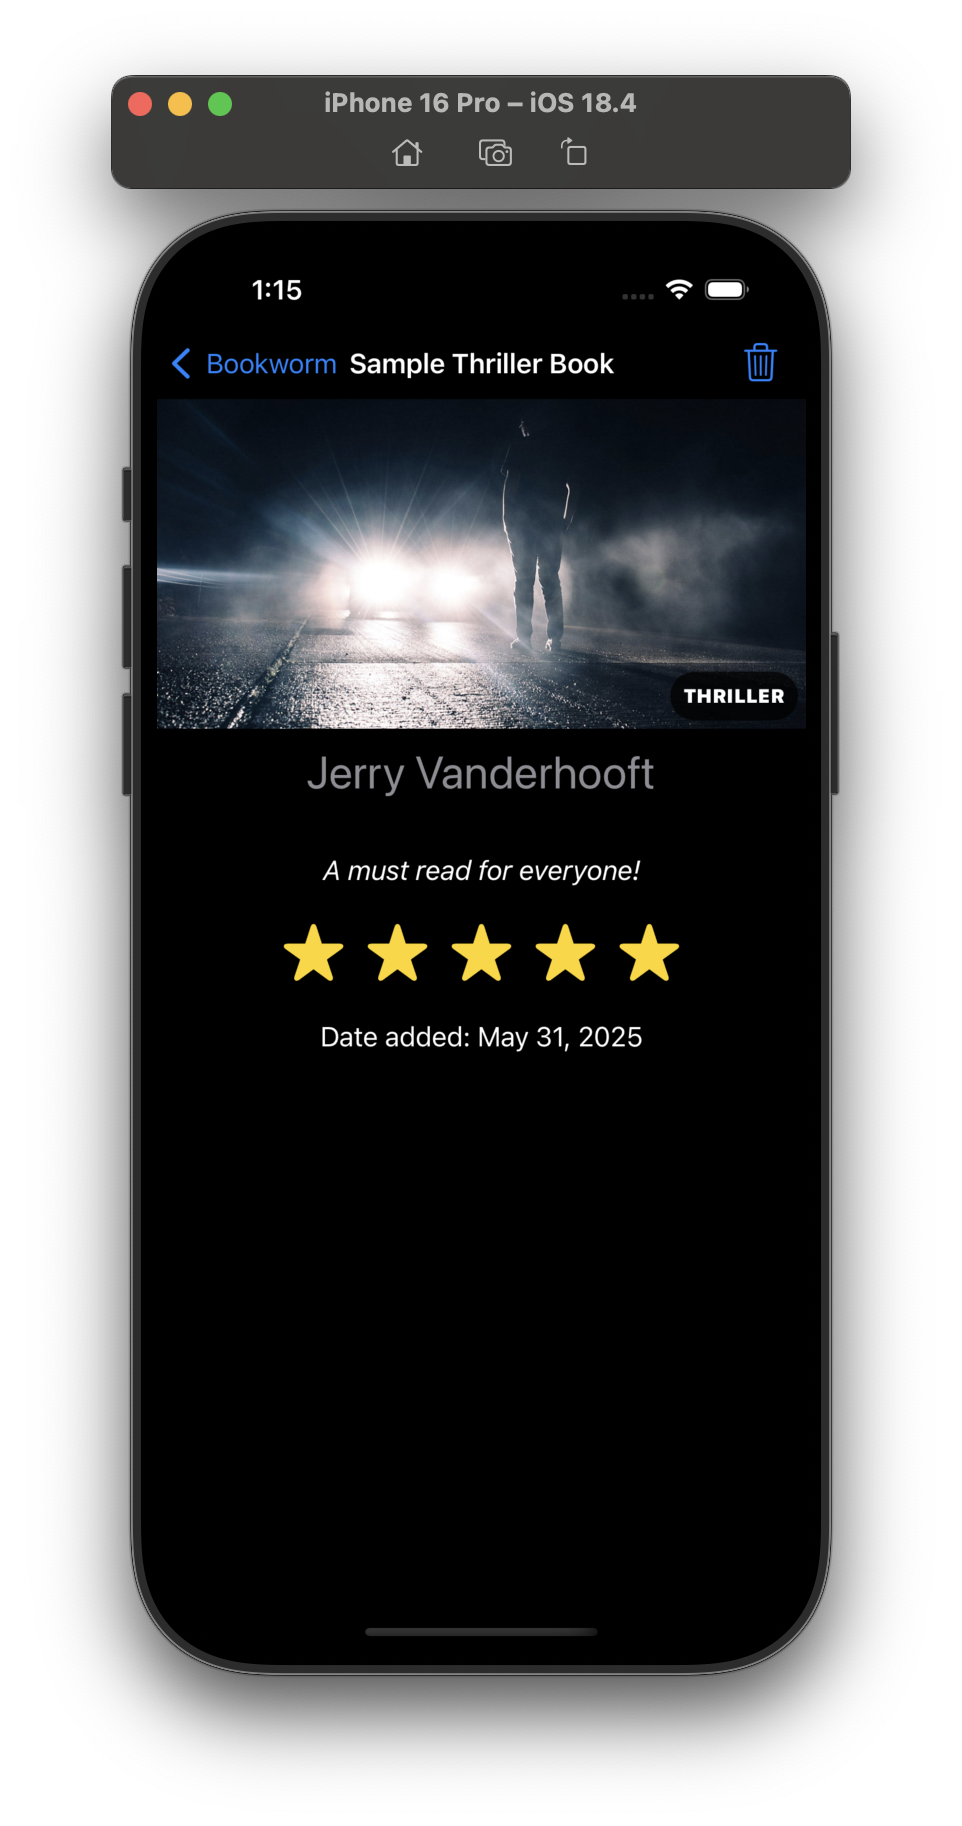 iPhone 16 Pro – iOS 18.4
1:15
Bookworm Sample Thriller Book
THRILLER
Jerry Vanderhooft
A must read for everyone!
Date added: May 31, 2025